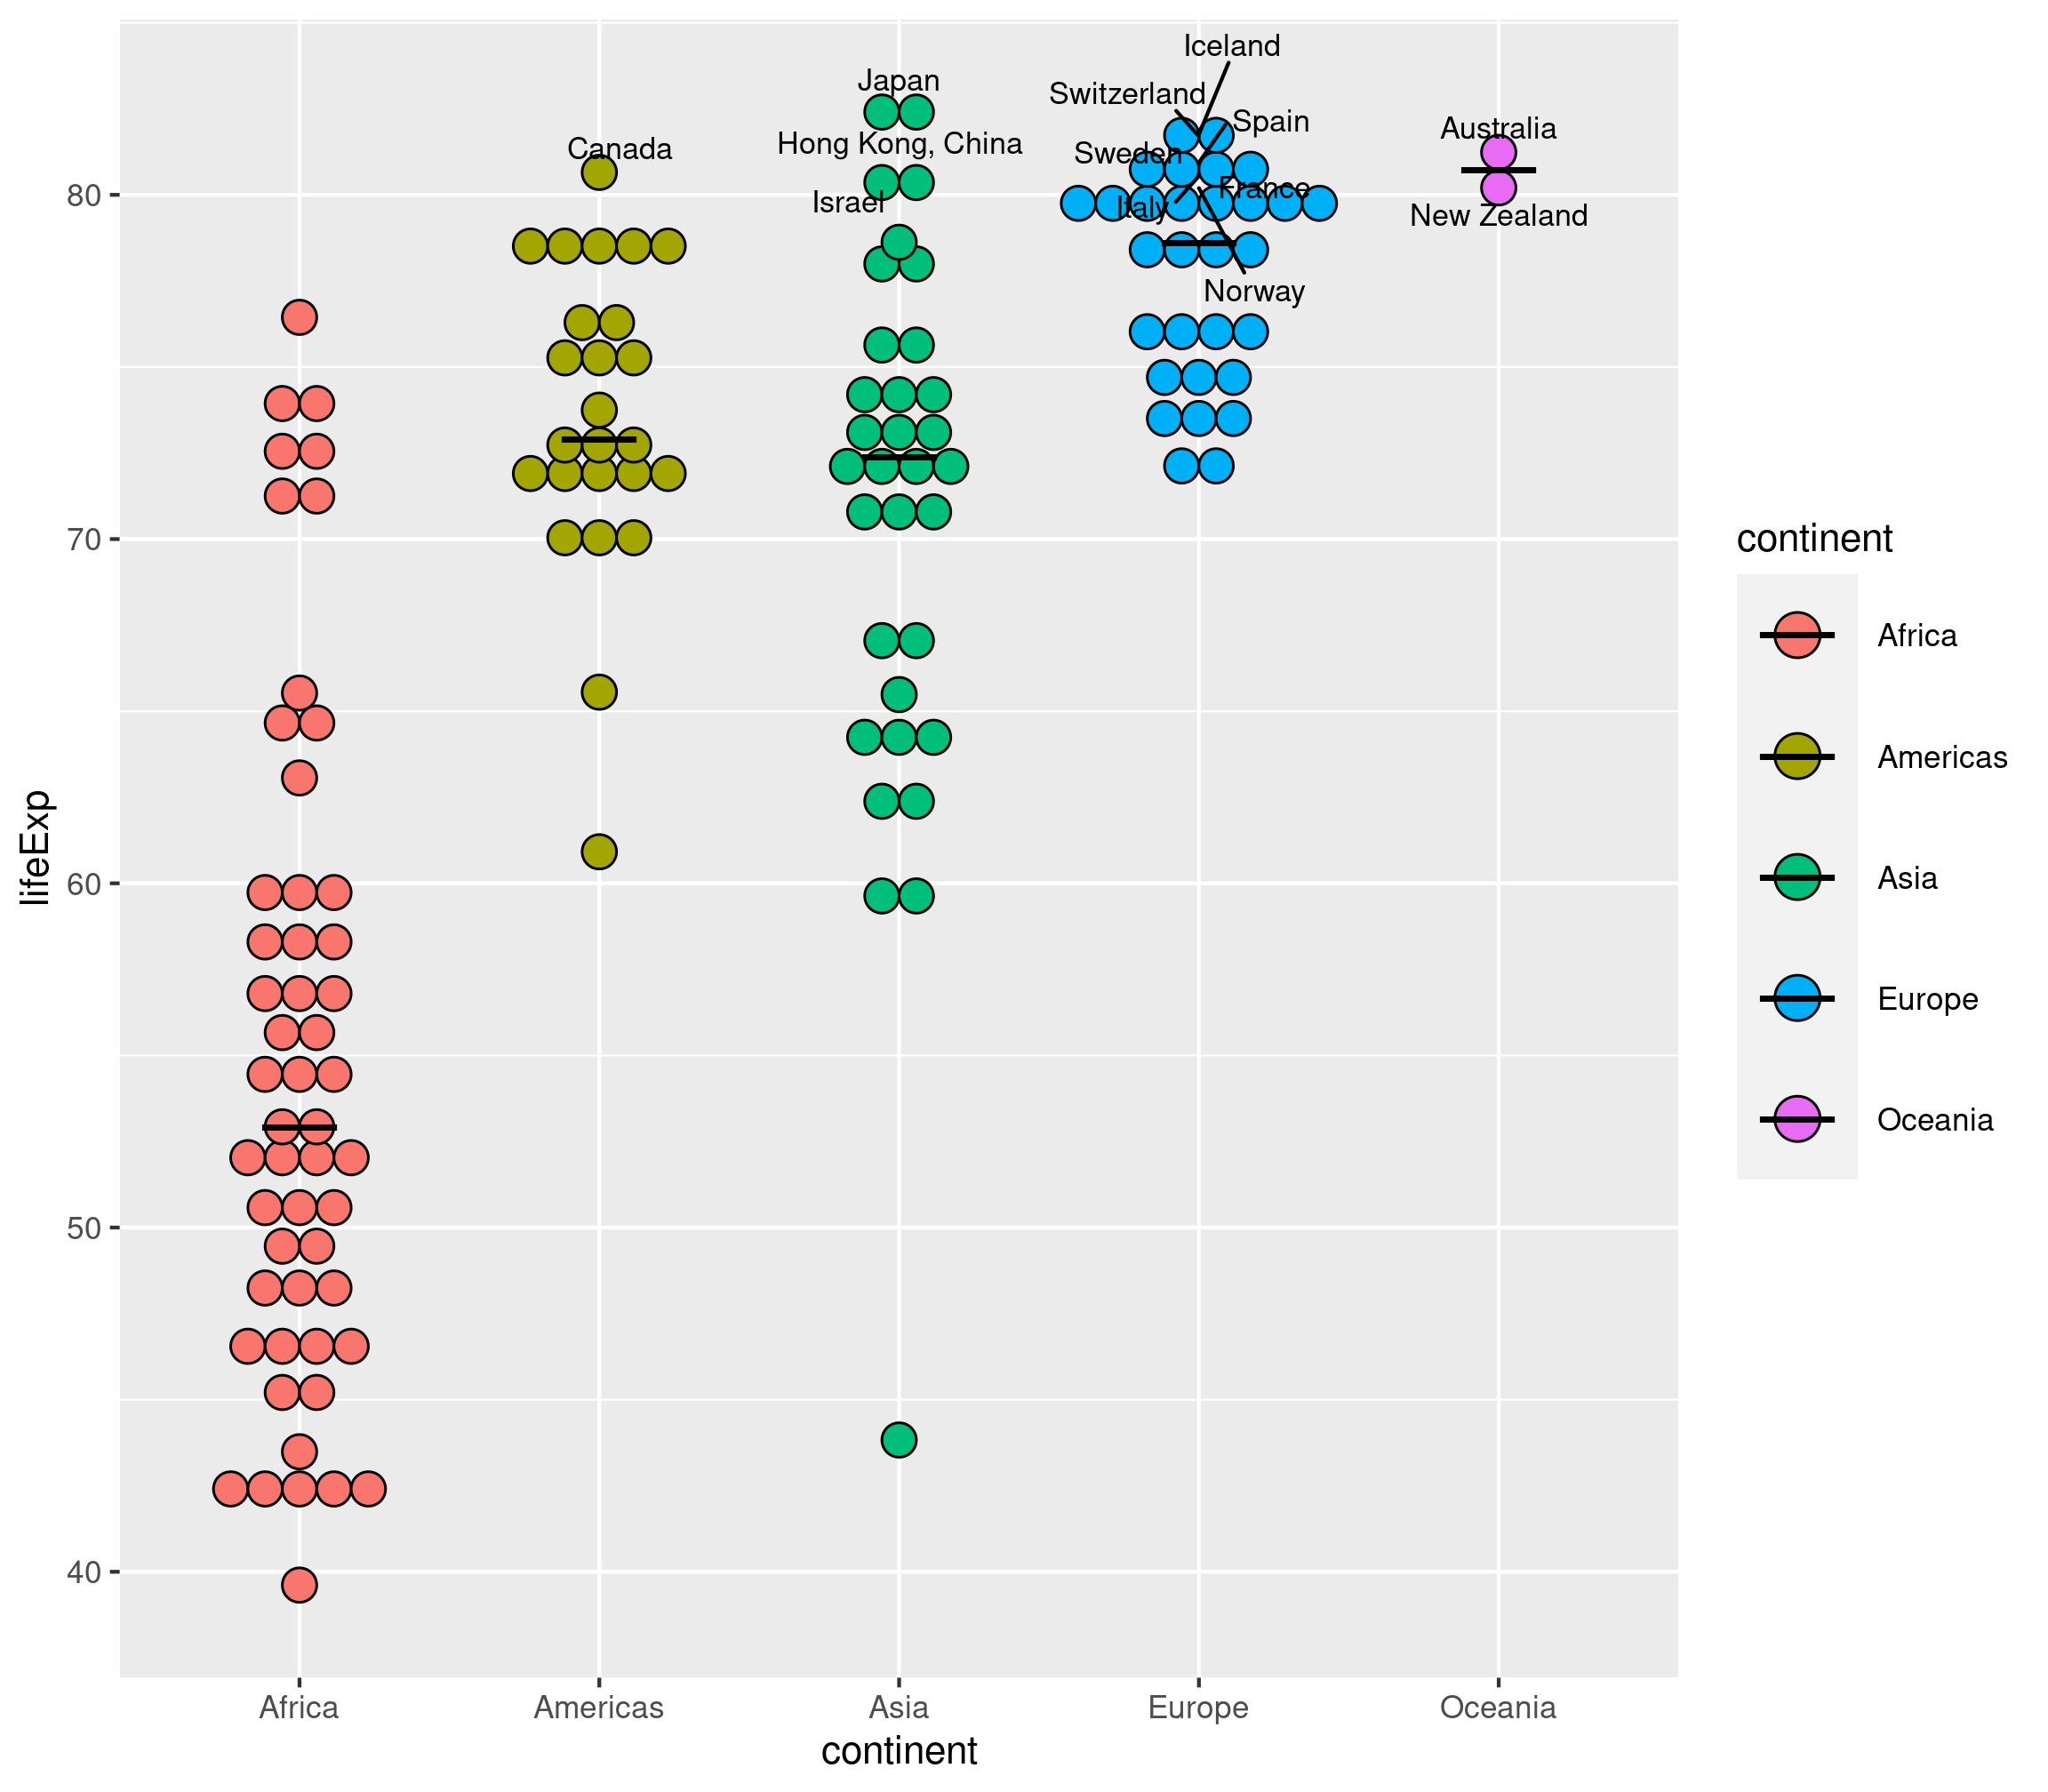 Iceland
Japan
Switzerland
Spain
Australia
Hong Kong, China
Canada
Sweden
France
Israel
Italy
New Zealand
Norway
80
70
60
50
40
lifeExp
Africa
Americas
Asia
Europe
Oceania
continent
continent
Africa
Americas
Asia
Europe
Oceania